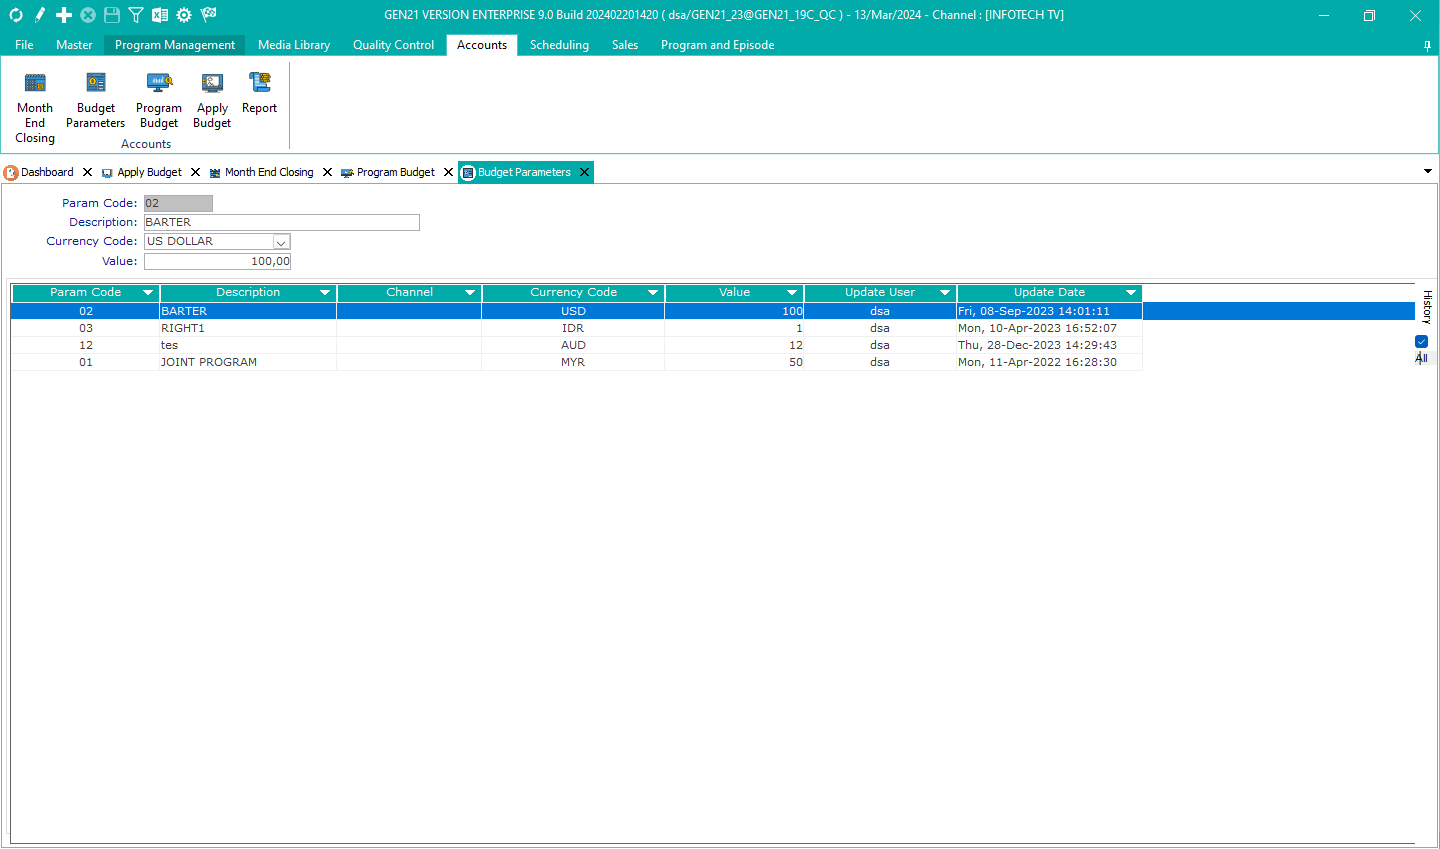 GEN21 VERSION ENTERPRISE 9.0 Build 202402201420 ( dsa/GEN21_23@GEN21_19C_QC ) - 13/Mar/2024 - Channel : [INFOTECH TV]
File Master Program Management Media Library Quality Control Accounts Scheduling Sales Program and Episode
Month End Closing
Budget Parameters
Program Budget
Apply Budget
Report
Accounts
Dashboard Apply Budget Month End Closing Program Budget Budget Parameters
Param Code: 02
Description: BARTER
Currency Code: US DOLLAR
Value: 100,00
Param Code Description Channel Currency Code Value Update User Update Date
02 BARTER USD 100 dsa Fri, 08-Sep-2023 14:01:11
03 RIGHT1 IDR 1 dsa Mon, 10-Apr-2023 16:52:07
12 tes AUD 12 dsa Thu, 28-Dec-2023 14:29:43
01 JOINT PROGRAM MYR 50 dsa Mon, 11-Apr-2022 16:28:30
History
All